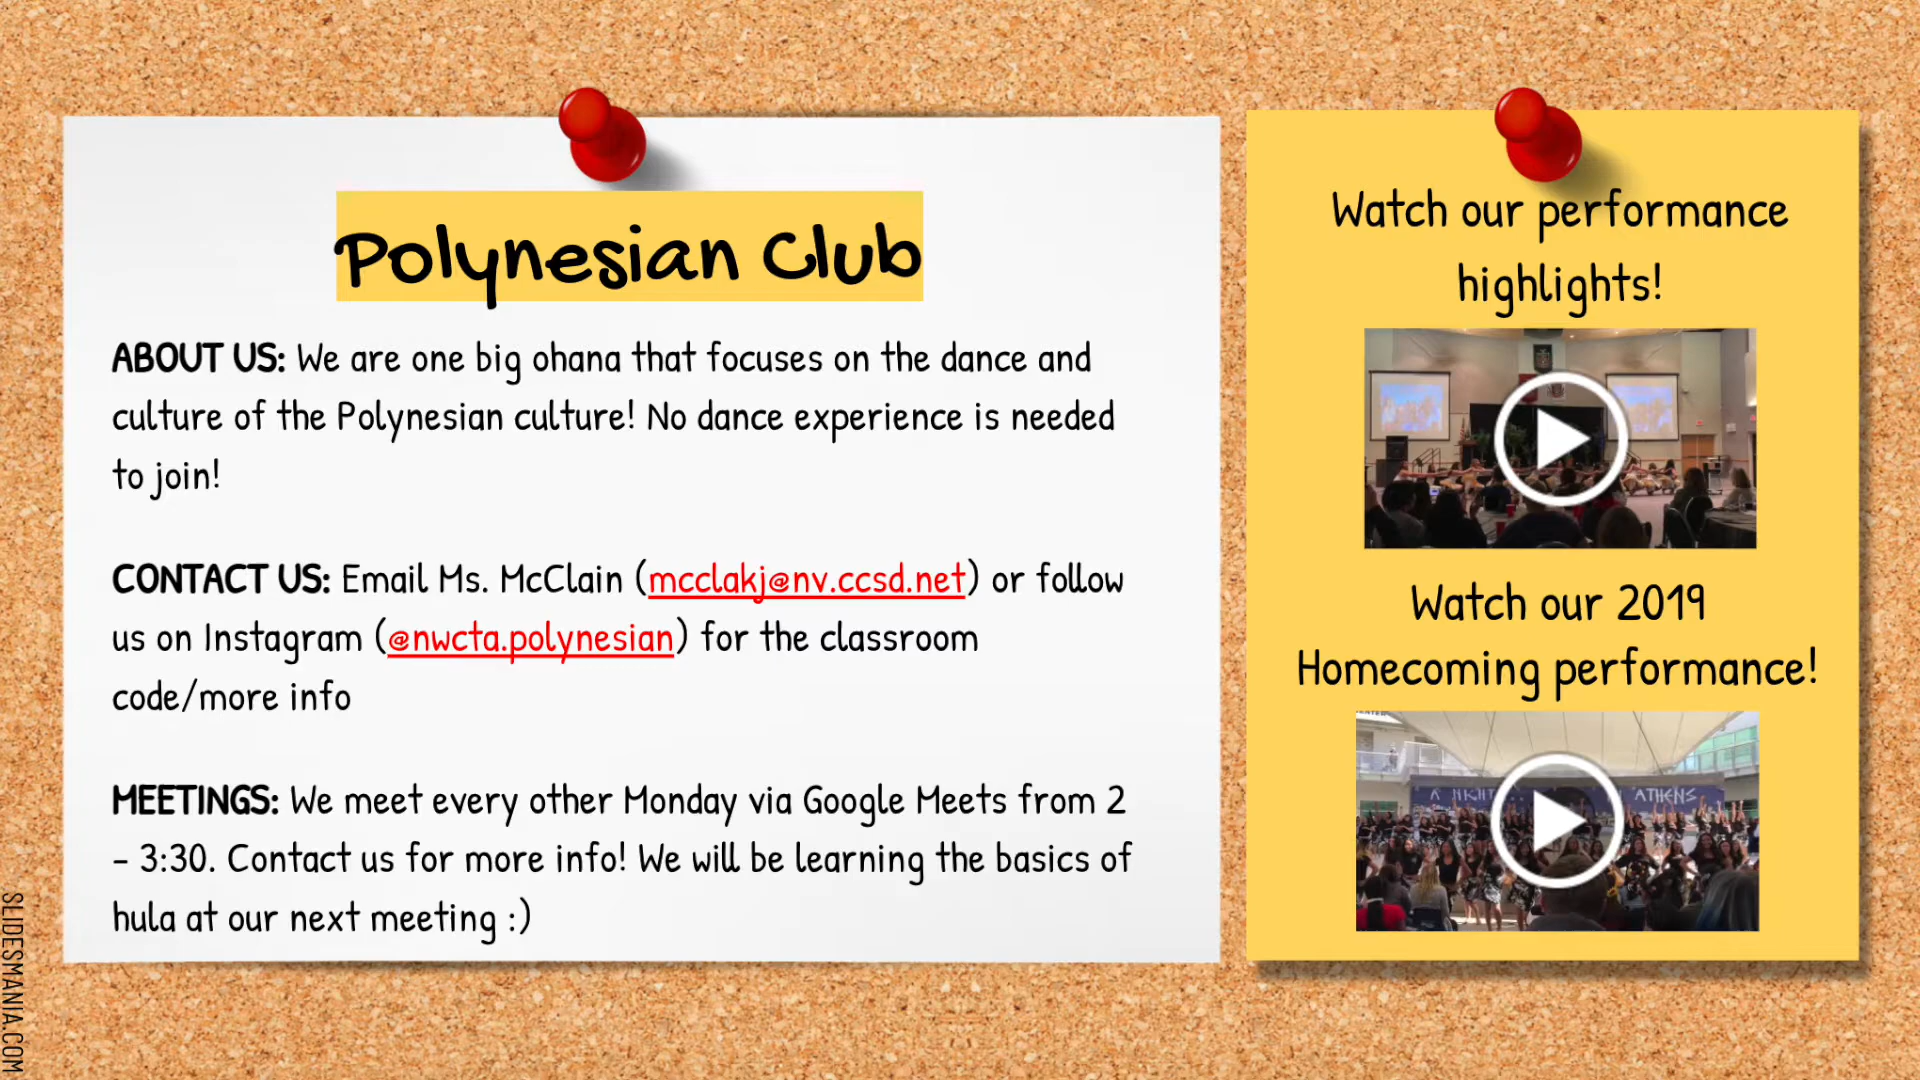 Polynesian Club
ABOUT US: We are one big ohana that focuses on the dance and
culture of the Polynesian culture! No dance experience is needed
to join!
CONTACT US: Email Ms. McClain (mcclakj@nv.ccsd.net) or follow
us on Instagram (@nwcta.polynesian) for the classroom
code/more info
MEETINGS: We meet every other Monday via Google Meets from 2
- 3:30. Contact us for more info! We will be learning the basics of
hula at our next meeting :)
Watch our performance
highlights!
Watch our 2019
Homecoming performance!
A NIGHT ATHENS
SLIDESMANIA.COM